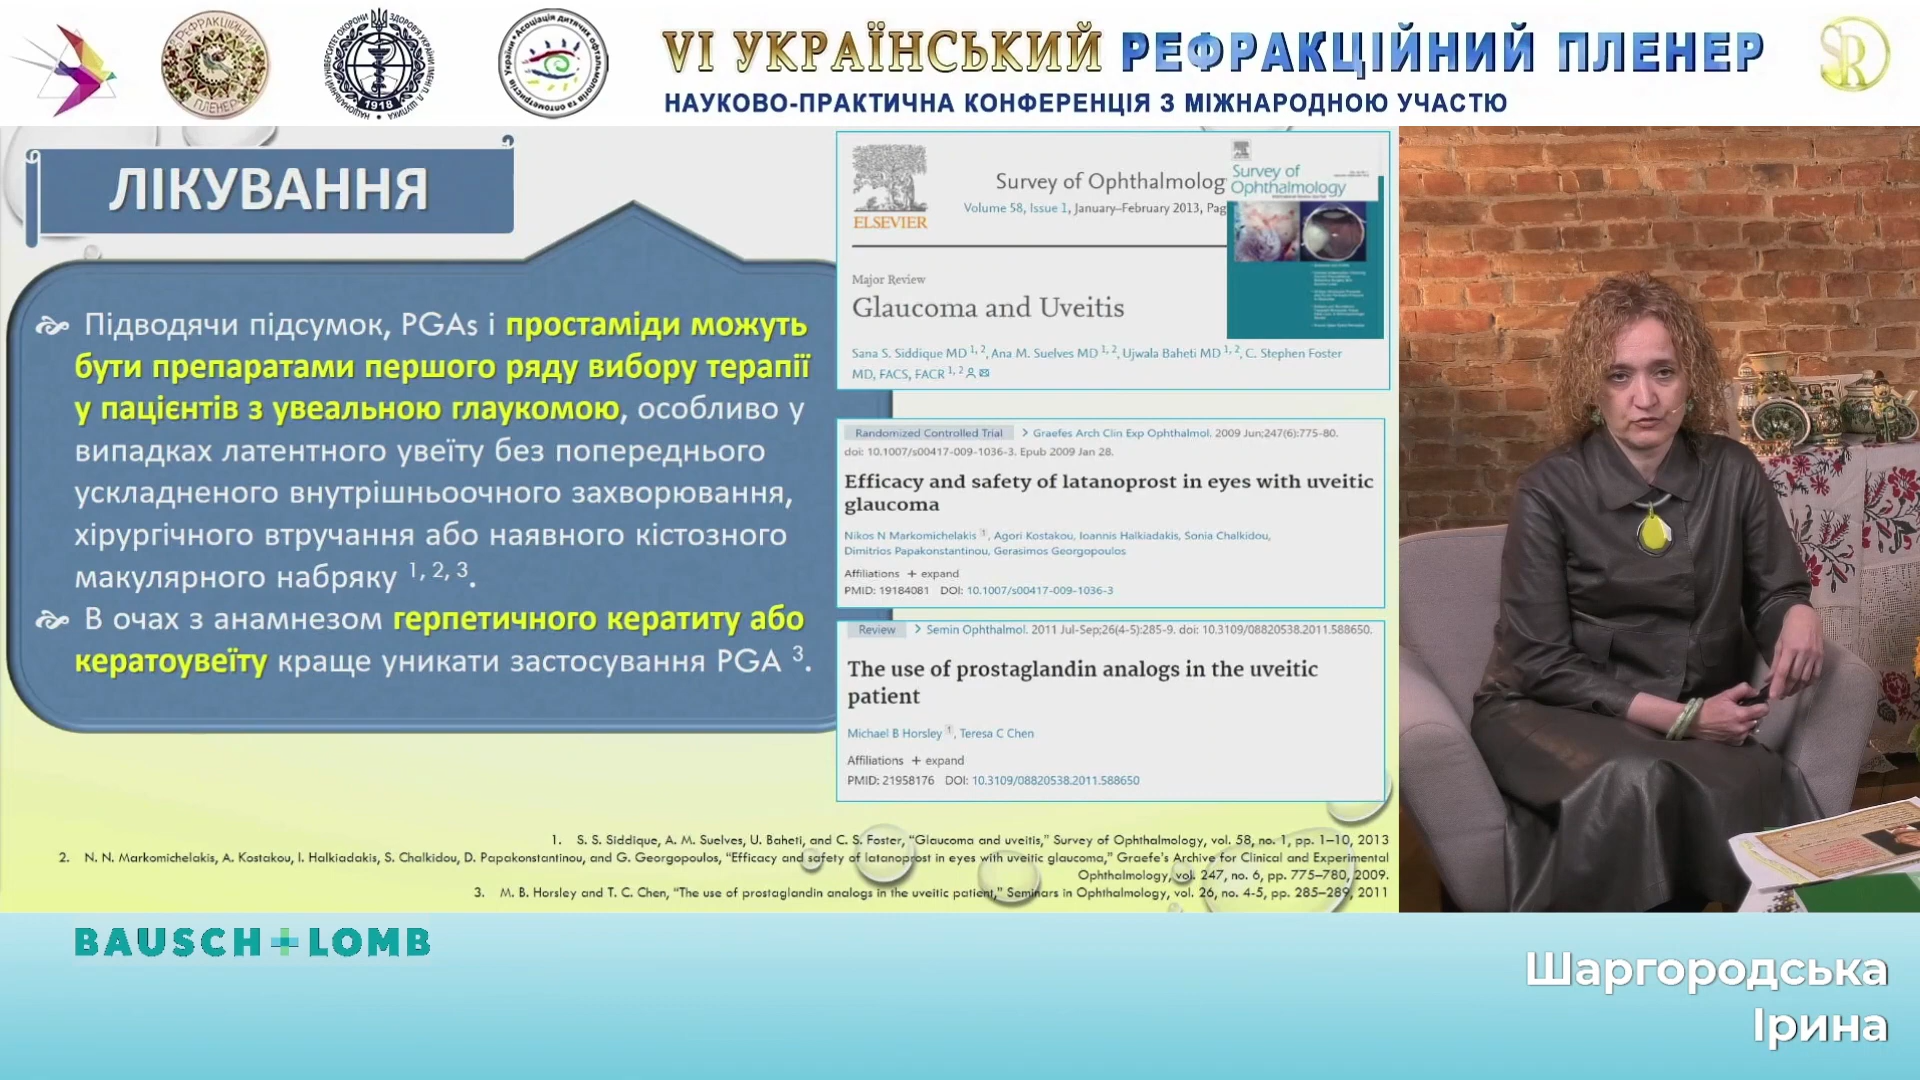 VI УКРАЇНСЬКИЙ РЕФРАКЦІЙНИЙ ПЛЕНЕР
НАУКОВО-ПРАКТИЧНА КОНФЕРЕНЦІЯ З МІЖНАРОДНОЮ УЧАСТЮ
1918
SR
ЛІКУВАННЯ
Підводячи підсумок, PGAs і простаміди можуть
бути препаратами першого ряду вибору терапії
у пацієнтів з увеальною глаукомою, особливо у
випадках латентного увеїту без попереднього
ускладненого внутрішньоочного захворювання,
хірургічного втручання або наявного кістозного
макулярного набряку 1, 2, 3.
В очах з анамнезом герпетичного кератиту або
кератоувеїту краще уникати застосування PGA 3.
ELSEVIER
Survey of Ophthalmolog
Volume 58, Issue 1, January–February 2013, Pag
Survey of
Ophthalmology
Major Review
Glaucoma and Uveitis
Sana S. Siddique MD 1, 2, Ana M. Suelves MD 1, 2, Ujwala Baheti MD 1, 2, C. Stephen Foster
MD, FACS, FACR 1, 2
Randomized Controlled Trial > Graefes Arch Clin Exp Ophthalmol. 2009 Jun;247(6):775-80.
doi: 10.1007/s00417-009-1036-3. Epub 2009 Jan 28.
Efficacy and safety of latanoprost in eyes with uveitic
glaucoma
Nikos N Markomichelakis 1, Agori Kostakou, Ioannis Halkiadakis, Sonia Chalkidou,
Dimitrios Papakonstantinou, Gerasimos Georgopoulos
Affiliations + expand
PMID: 19184081 DOI: 10.1007/s00417-009-1036-3
Review > Semin Ophthalmol. 2011 Jul-Sep;26(4-5):285-9. doi: 10.3109/08820538.2011.588650.
The use of prostaglandin analogs in the uveitic
patient
Michael B Horsley 1, Teresa C Chen
Affiliations + expand
PMID: 21958176 DOI: 10.3109/08820538.2011.588650
1. S. S. Siddique, A. M. Suelves, U. Baheti, and C. S. Foster, “Glaucoma and uveitis,” Survey of Ophthalmology, vol. 58, no. 1, pp. 1–10, 2013
2. N. N. Markomichelakis, A. Kostakou, I. Halkiadakis, S. Chalkidou, D. Papakonstantinou, and G. Georgopoulos, “Efficacy and safety of latanoprost in eyes with uveitic glaucoma,” Graefe’s Archive for Clinical and Experimental
Ophthalmology, vol. 247, no. 6, pp. 775–780, 2009.
3. M. B. Horsley and T. C. Chen, “The use of prostaglandin analogs in the uveitic patient,” Seminars in Ophthalmology, vol. 26, no. 4-5, pp. 285–289, 2011
BAUSCH + LOMB
Шаргородська
Ірина